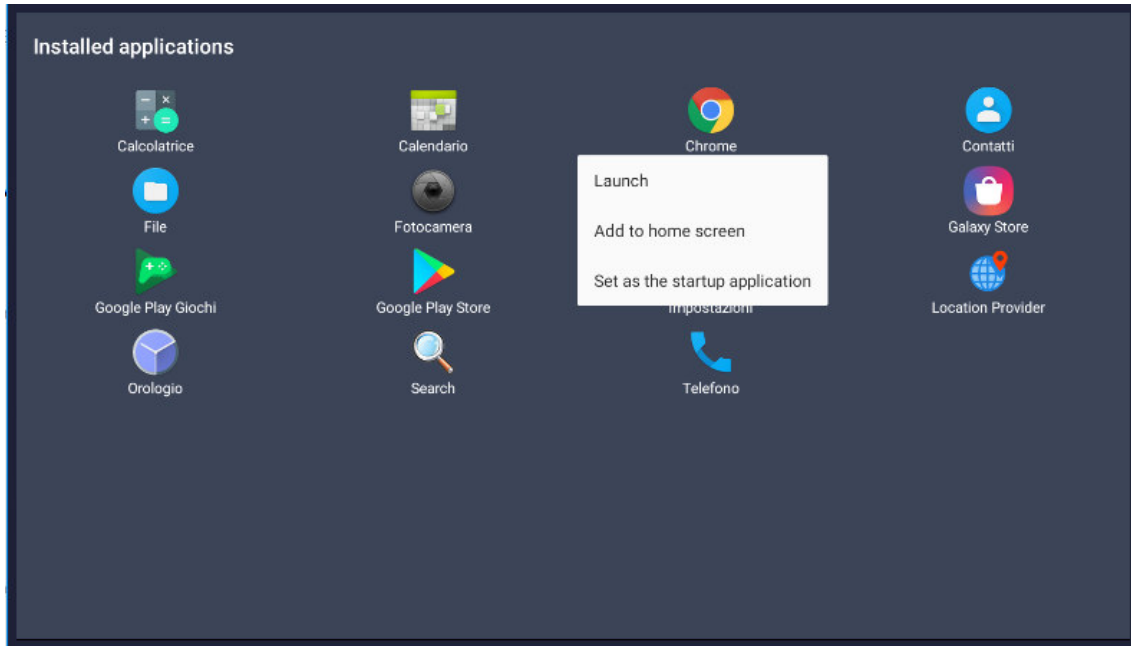 Installed applications
Calcolatrice
Calendario
Chrome
Contatti
Launch
Add to home screen
Set as the startup application
File
Fotocamera
Galaxy Store
Google Play Giochi
Google Play Store
Impostazioni
Location Provider
Orologio
Search
Telefono